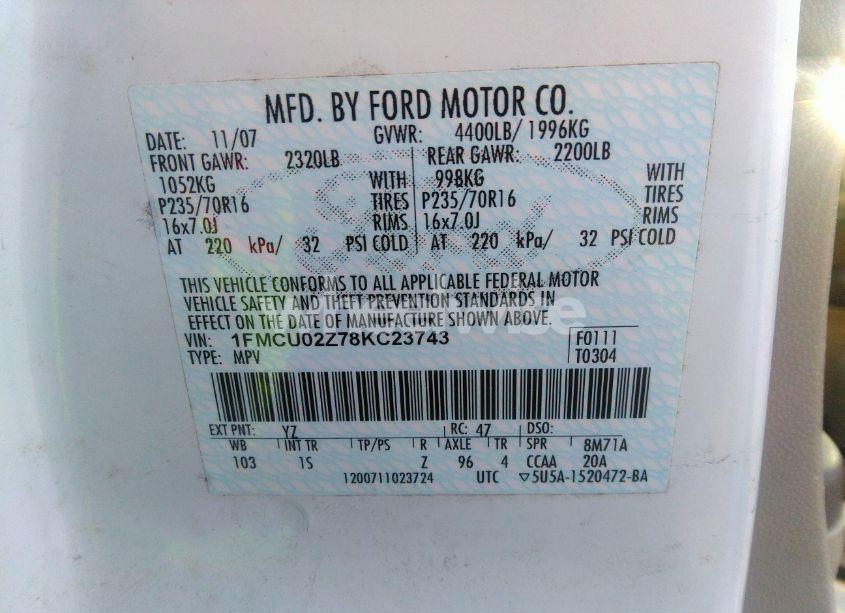 MFD. BY FORD MOTOR CO.
DATE: 11/07 GVWR: 4400LB/ 1996KG
FRONT GAWR: 2320LB REAR GAWR: 2200LB
1052KG WITH 998KG WITH
P235/70R16 TIRES P235/70R16 TIRES
16x7.0J RIMS 16x7.0J RIMS
AT 220 kPa/ 32 PSI COLD AT 220 kPa/ 32 PSI COLD
THIS VEHICLE CONFORMS TO ALL APPLICABLE FEDERAL MOTOR
VEHICLE SAFETY AND THEFT PREVENTION STANDARDS IN
EFFECT ON THE DATE OF MANUFACTURE SHOWN ABOVE.
VIN: 1FMCU02Z78KC23743 F0111
TYPE: MPV T0304
EXT PNT: YZ RC: 47 DSO:
WB INT TR TP/PS R AXLE TR SPR 8M71A
103 1S Z 96 4 CCAA 20A
1200711023724 UTC ▽5U5A-1520472-BA